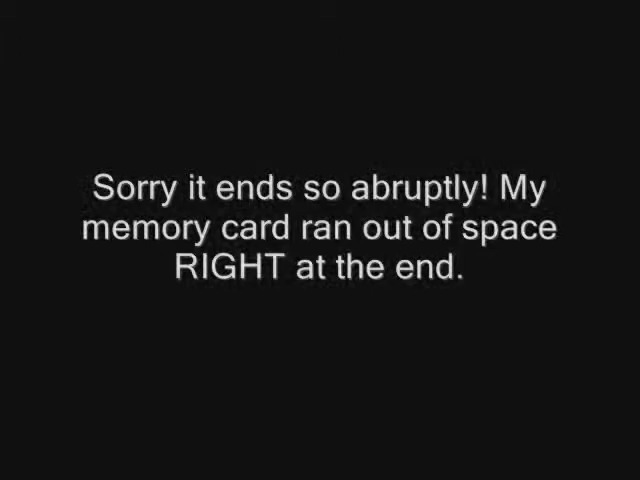 Sorry it ends so abruptly! My
memory card ran out of space
RIGHT at the end.